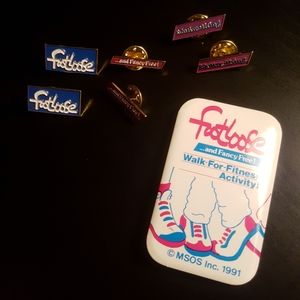 Footloose
...and Fancy Free!
Footloose
Footloose
...and Fancy Free!
Walk-For-Fitness
Activity:
© MSOS Inc. 1991